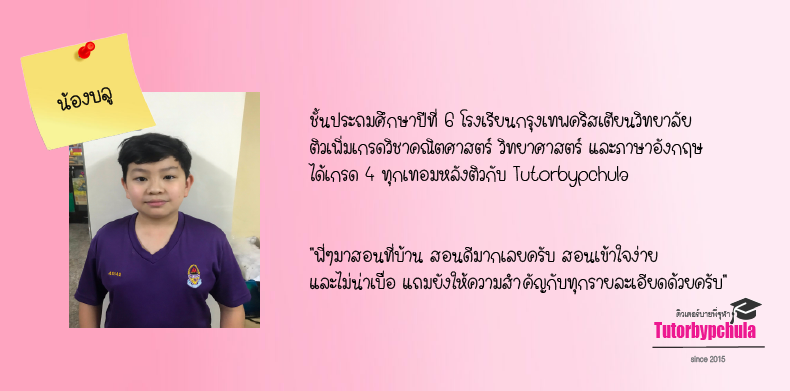 น้องบลู
ชั้นประถมศึกษาปีที่ 6 โรงเรียนกรุงเทพคริสเตียนวิทยาลัย
ติวเพิ่มเกรดวิชาคณิตศาสตร์ วิทยาศาสตร์ และภาษาอังกฤษ
ได้เกรด 4 ทุกเทอมหลังติวกับ Tutorbypchula
"พี่ๆมาสอนที่บ้าน สอนดีมากเลยครับ สอนเข้าใจง่าย
และไม่น่าเบื่อ แถมยังให้ความสำคัญกับทุกรายละเอียดด้วยครับ"
ติวเตอร์บายพี่จุฬา
Tutorbypchula
since 2015